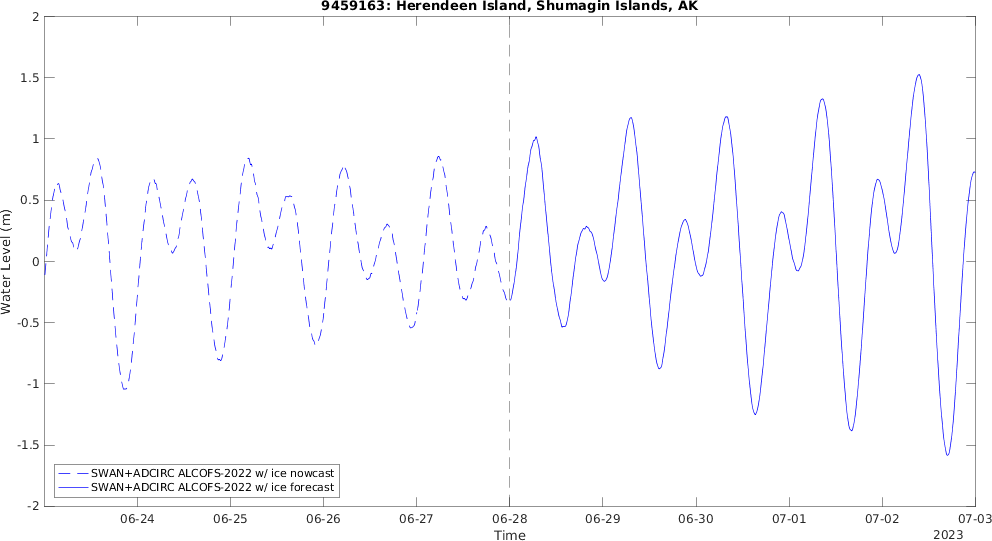 9459163: Herendeen Island, Shumagin Islands, AK
2
1.5
1
0.5
0
-0.5
-1
-1.5
-2
Water Level (m)
SWAN+ADCIRC ALCOFS-2022 w/ ice nowcast
SWAN+ADCIRC ALCOFS-2022 w/ ice forecast
06-24 06-25 06-26 06-27 06-28 06-29 06-30 07-01 07-02 07-03
Time
2023